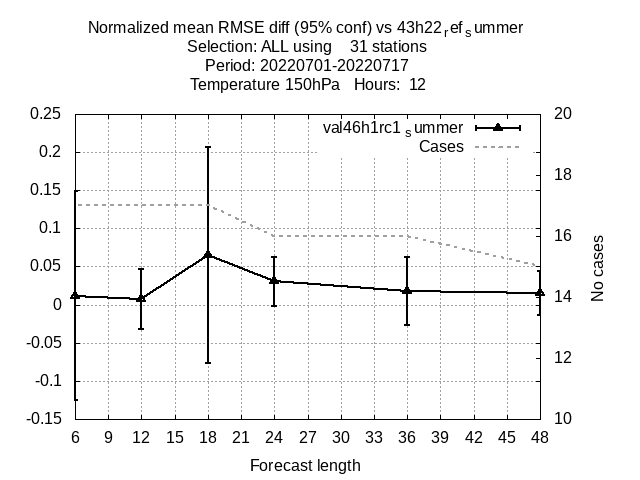 Normalized mean RMSE diff (95% conf) vs 43h22ref summer
Selection: ALL using 31 stations
Period: 20220701-20220717
Temperature 150hPa Hours: 12
val46h1rc1summer
Cases
0.25
0.2
0.15
0.1
0.05
0
-0.05
-0.1
-0.15
20
18
16
14
12
10
No cases
6 9 12 15 18 21 24 27 30 33 36 39 42 45 48
Forecast length